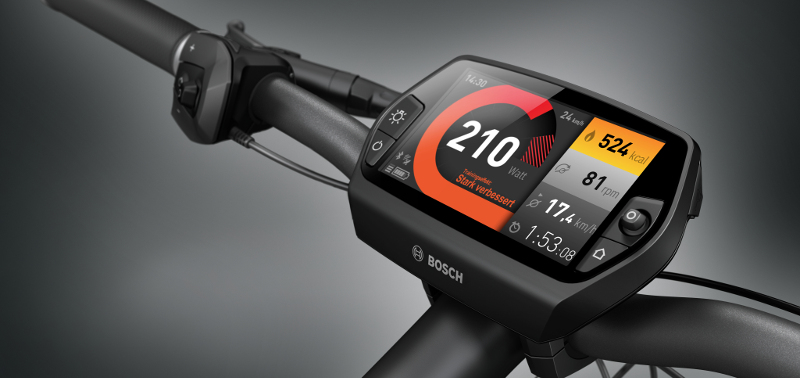 14:30
24 km/h
210
Watt
Trainingseffekt:
Stark verbessert
524 kcal
81 rpm
17,4 km/h
1:53.08
BOSCH
+
-